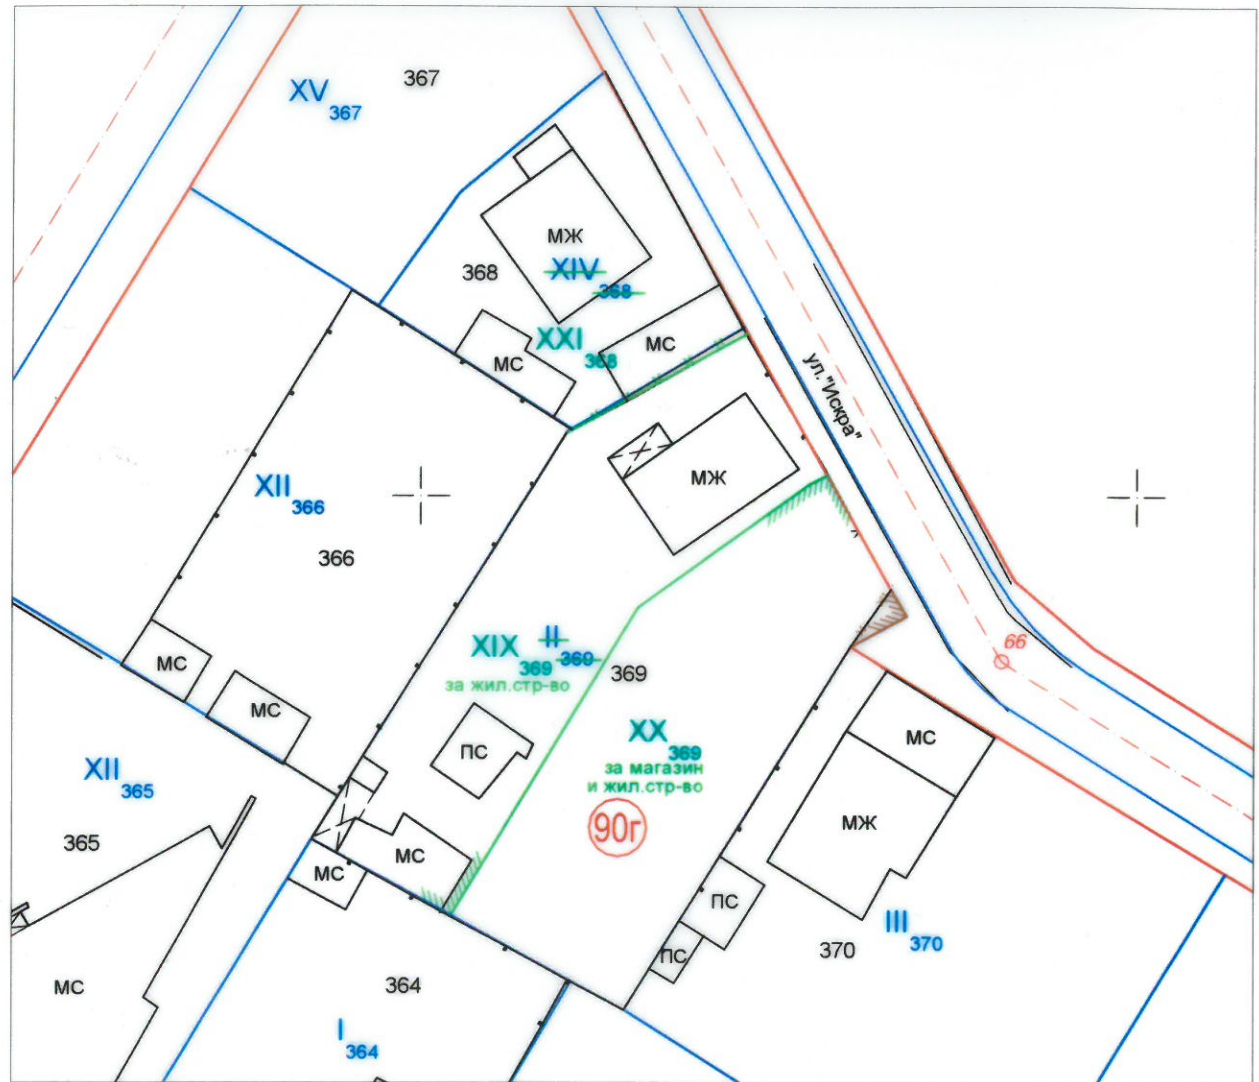 367
XV
367
МЖ
368
XIV
368
XXI
368
МС
МС
ул."Искра"
МЖ
XII
366
366
XIX
369
II
369
за жил.стр-во
369
66
МС
МС
ПС
XX
369
за магазин
и жил.стр-во
90г
МС
МЖ
XII
365
365
МС
МС
ПС
ПС
III
370
370
МС
364
I
364